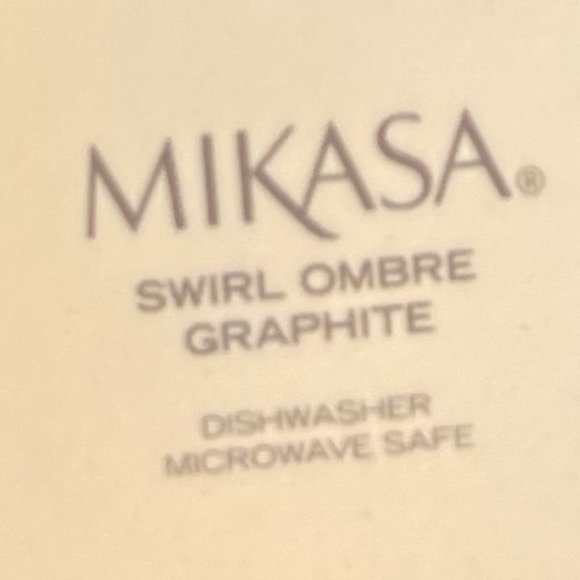 MIKASA®
SWIRL OMBRE
GRAPHITE
DISHWASHER
MICROWAVE SAFE